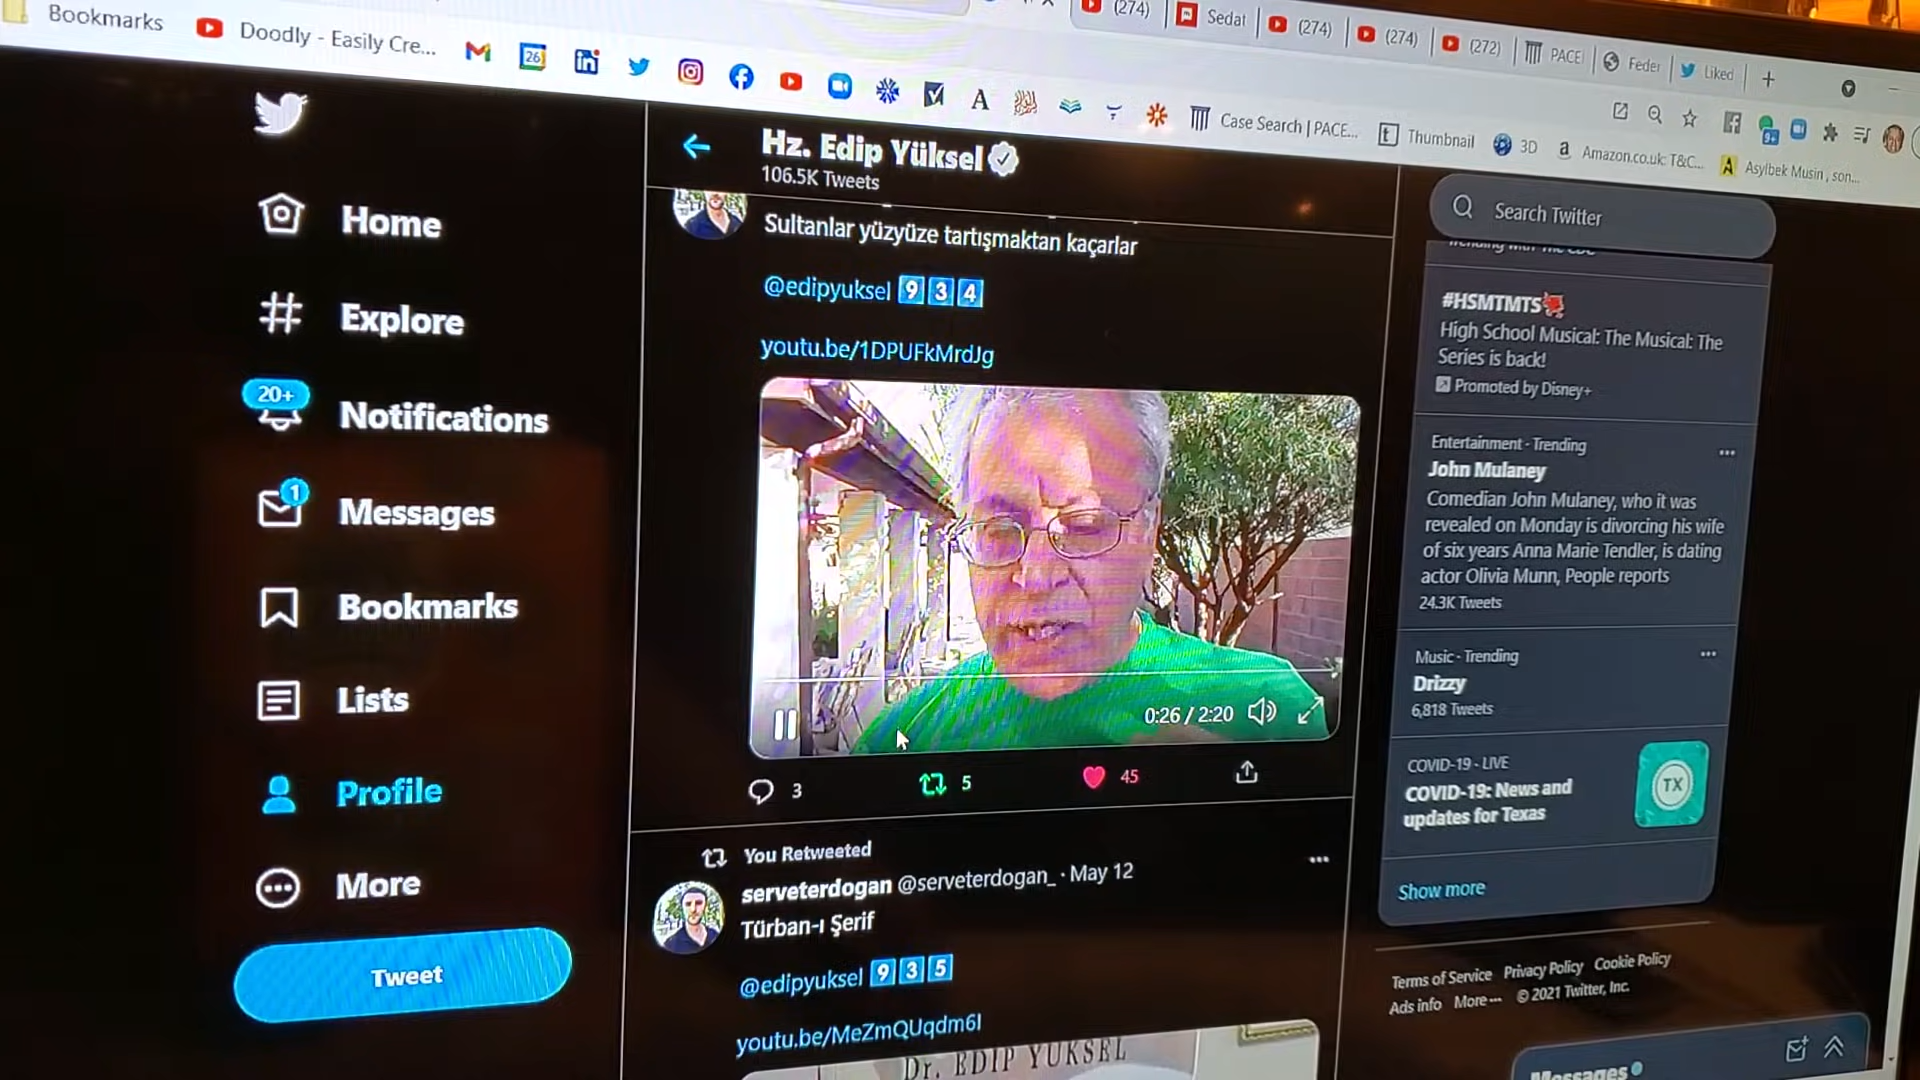 Bookmarks
Doodly - Easily Cre...
(274)
Sedat
(274)
(274)
(272)
PACE
Feder
Liked
26
Case Search | PACE...
Thumbnail
3D
Amazon.co.uk: T&C...
Asylbek Musin , son...
9+
Home
Explore
20+
Notifications
1
Messages
Bookmarks
Lists
Profile
More
Tweet
Hz. Edip Yüksel
106.5K Tweets
Sultanlar yüzyüze tartışmaktan kaçarlar
@edipyuksel 9 3 4
youtu.be/1DPUFkMrdJg
0:26 / 2:20
3
5
45
You Retweeted
serveterdogan @serveterdogan_ · May 12
Türban-ı Şerif
@edipyuksel 9 3 5
youtu.be/MeZmQUqdm6I
Dr. EDIP YUKSEL
Search Twitter
#HSMTMTS
High School Musical: The Musical: The
Series is back!
Promoted by Disney+
Entertainment · Trending
John Mulaney
Comedian John Mulaney, who it was
revealed on Monday is divorcing his wife
of six years Anna Marie Tendler, is dating
actor Olivia Munn, People reports
24.3K Tweets
Music · Trending
Drizzy
6,818 Tweets
COVID-19 · LIVE
COVID-19: News and
updates for Texas
TX
Show more
Terms of Service Privacy Policy Cookie Policy
Ads info More ··· © 2021 Twitter, Inc.
Messages